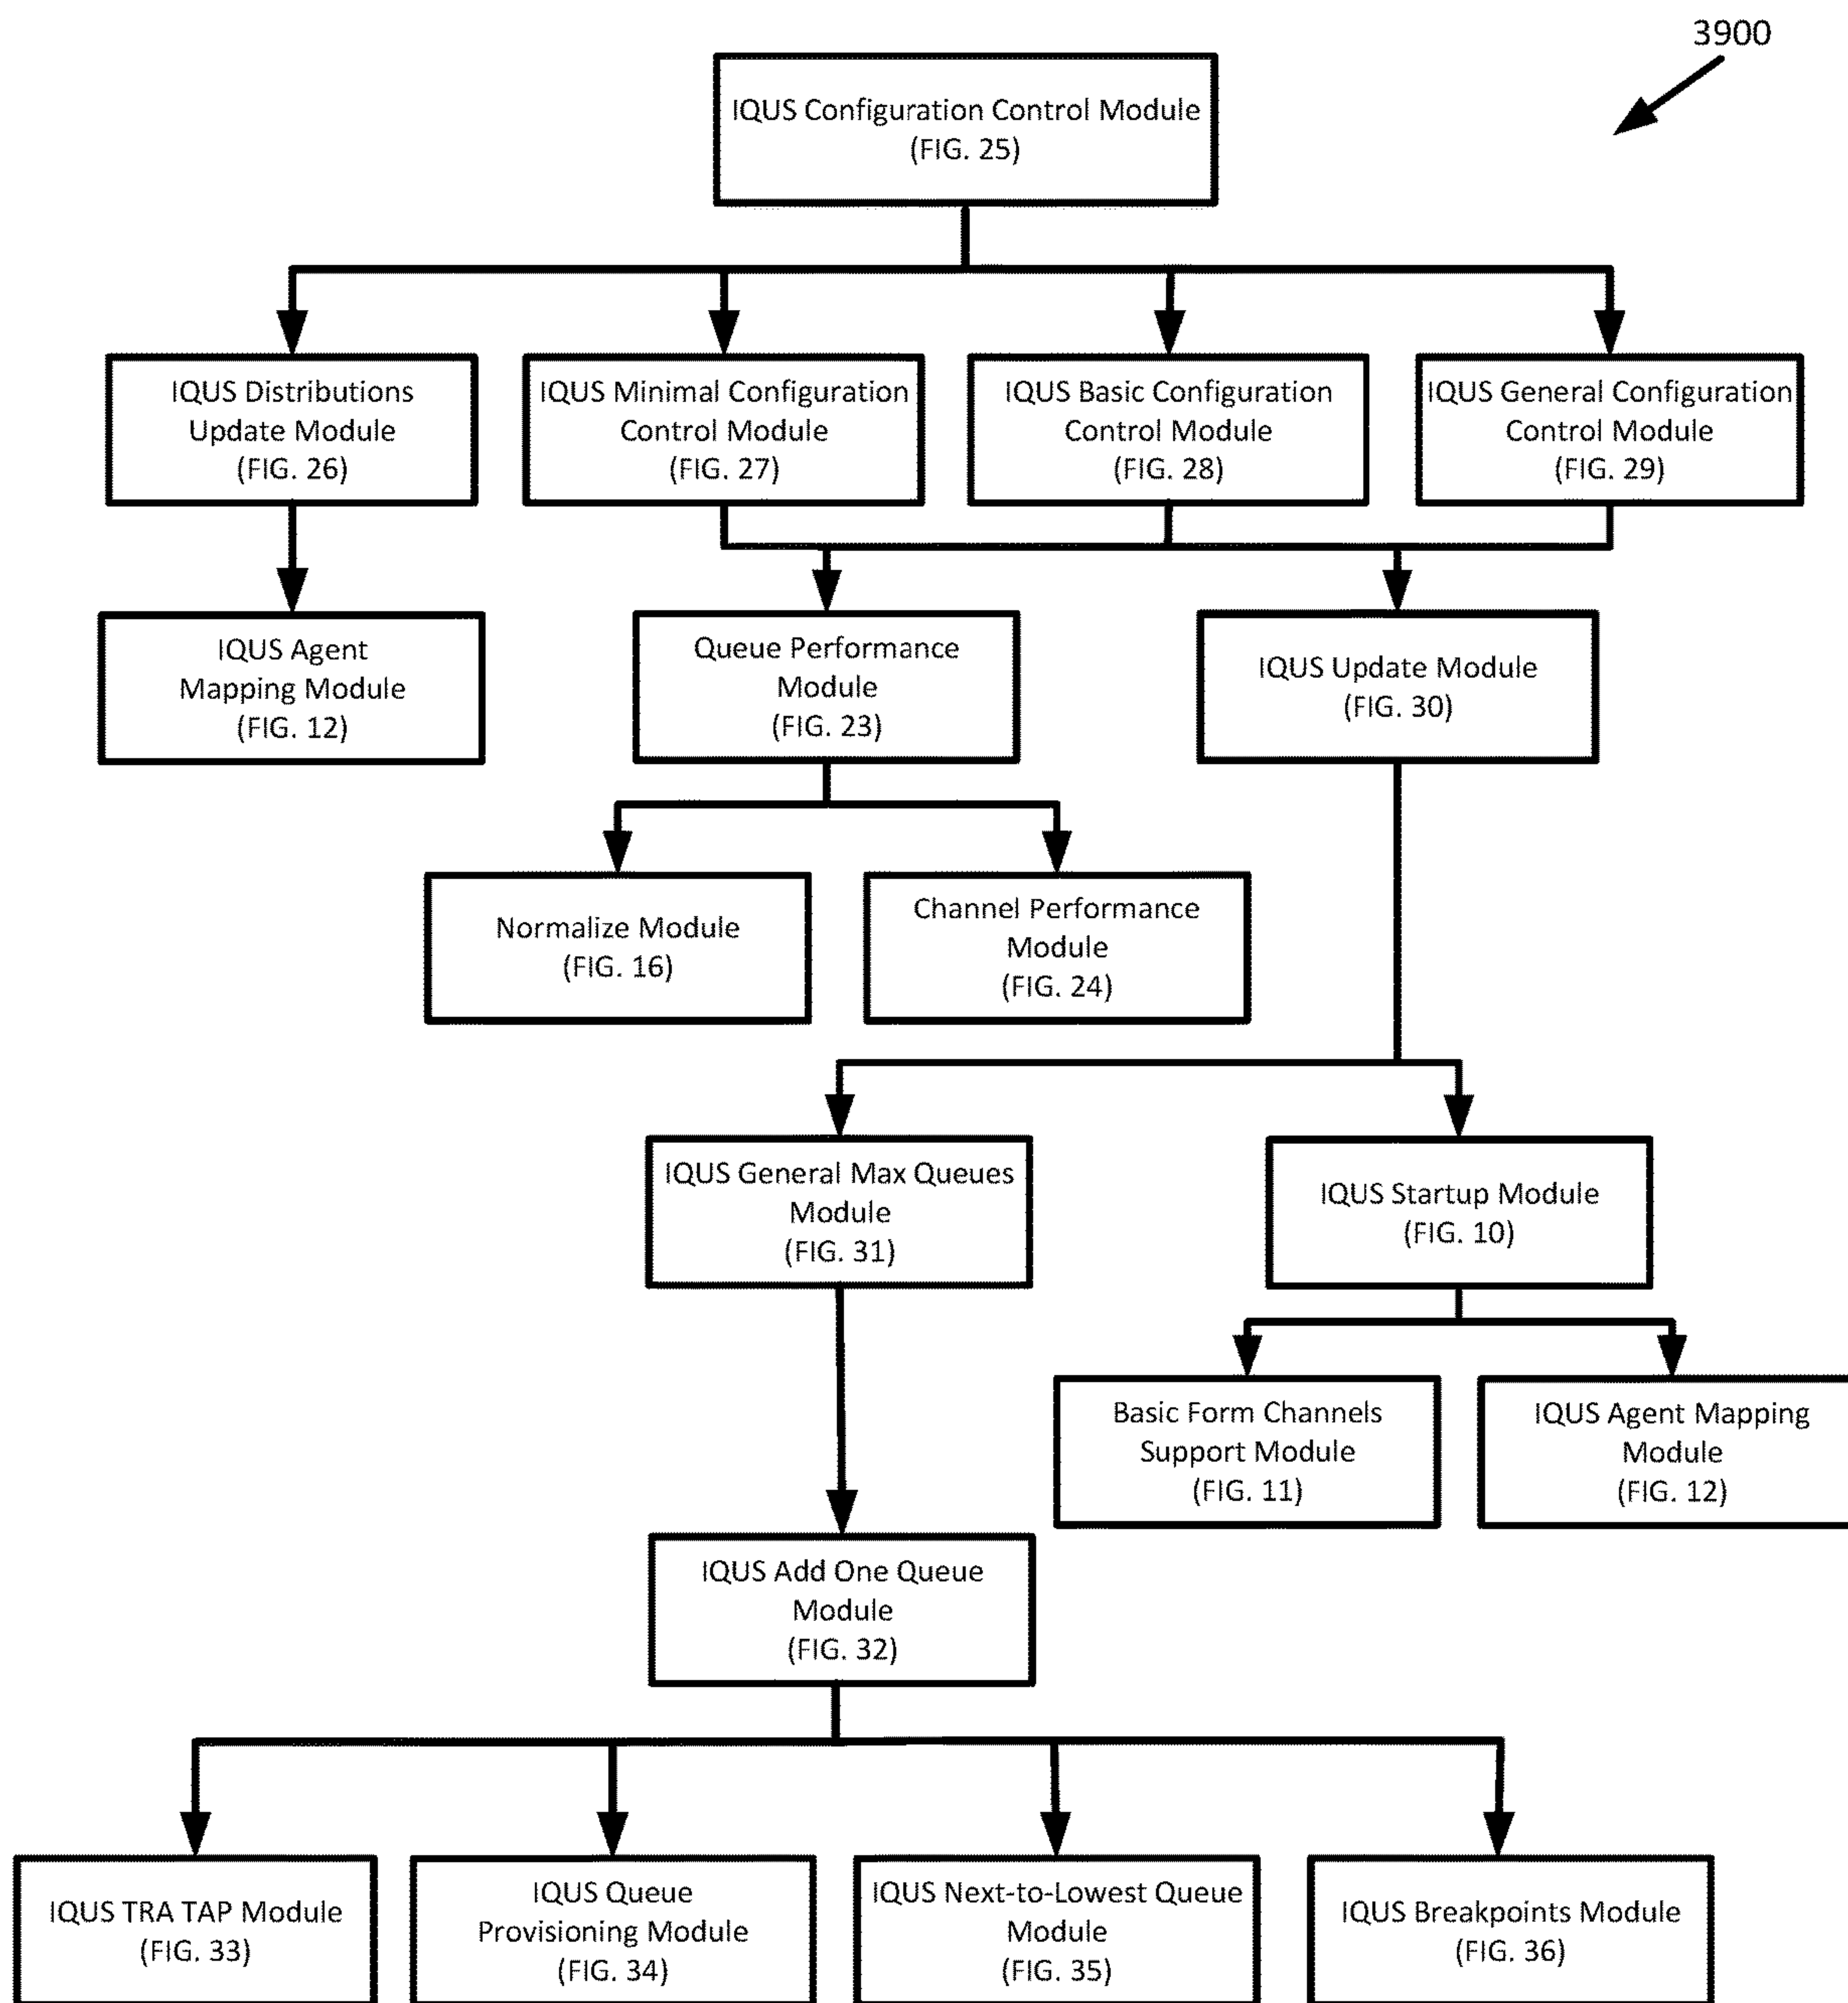 3900
IQUS Configuration Control Module
(FIG. 25)
IQUS Distributions
Update Module
(FIG. 26)
IQUS Minimal Configuration
Control Module
(FIG. 27)
IQUS Basic Configuration
Control Module
(FIG. 28)
IQUS General Configuration
Control Module
(FIG. 29)
IQUS Agent
Mapping Module
(FIG. 12)
Queue Performance
Module
(FIG. 23)
IQUS Update Module
(FIG. 30)
Normalize Module
(FIG. 16)
Channel Performance
Module
(FIG. 24)
IQUS General Max Queues
Module
(FIG. 31)
IQUS Startup Module
(FIG. 10)
Basic Form Channels
Support Module
(FIG. 11)
IQUS Agent Mapping
Module
(FIG. 12)
IQUS Add One Queue
Module
(FIG. 32)
IQUS TRA TAP Module
(FIG. 33)
IQUS Queue
Provisioning Module
(FIG. 34)
IQUS Next-to-Lowest Queue
Module
(FIG. 35)
IQUS Breakpoints Module
(FIG. 36)